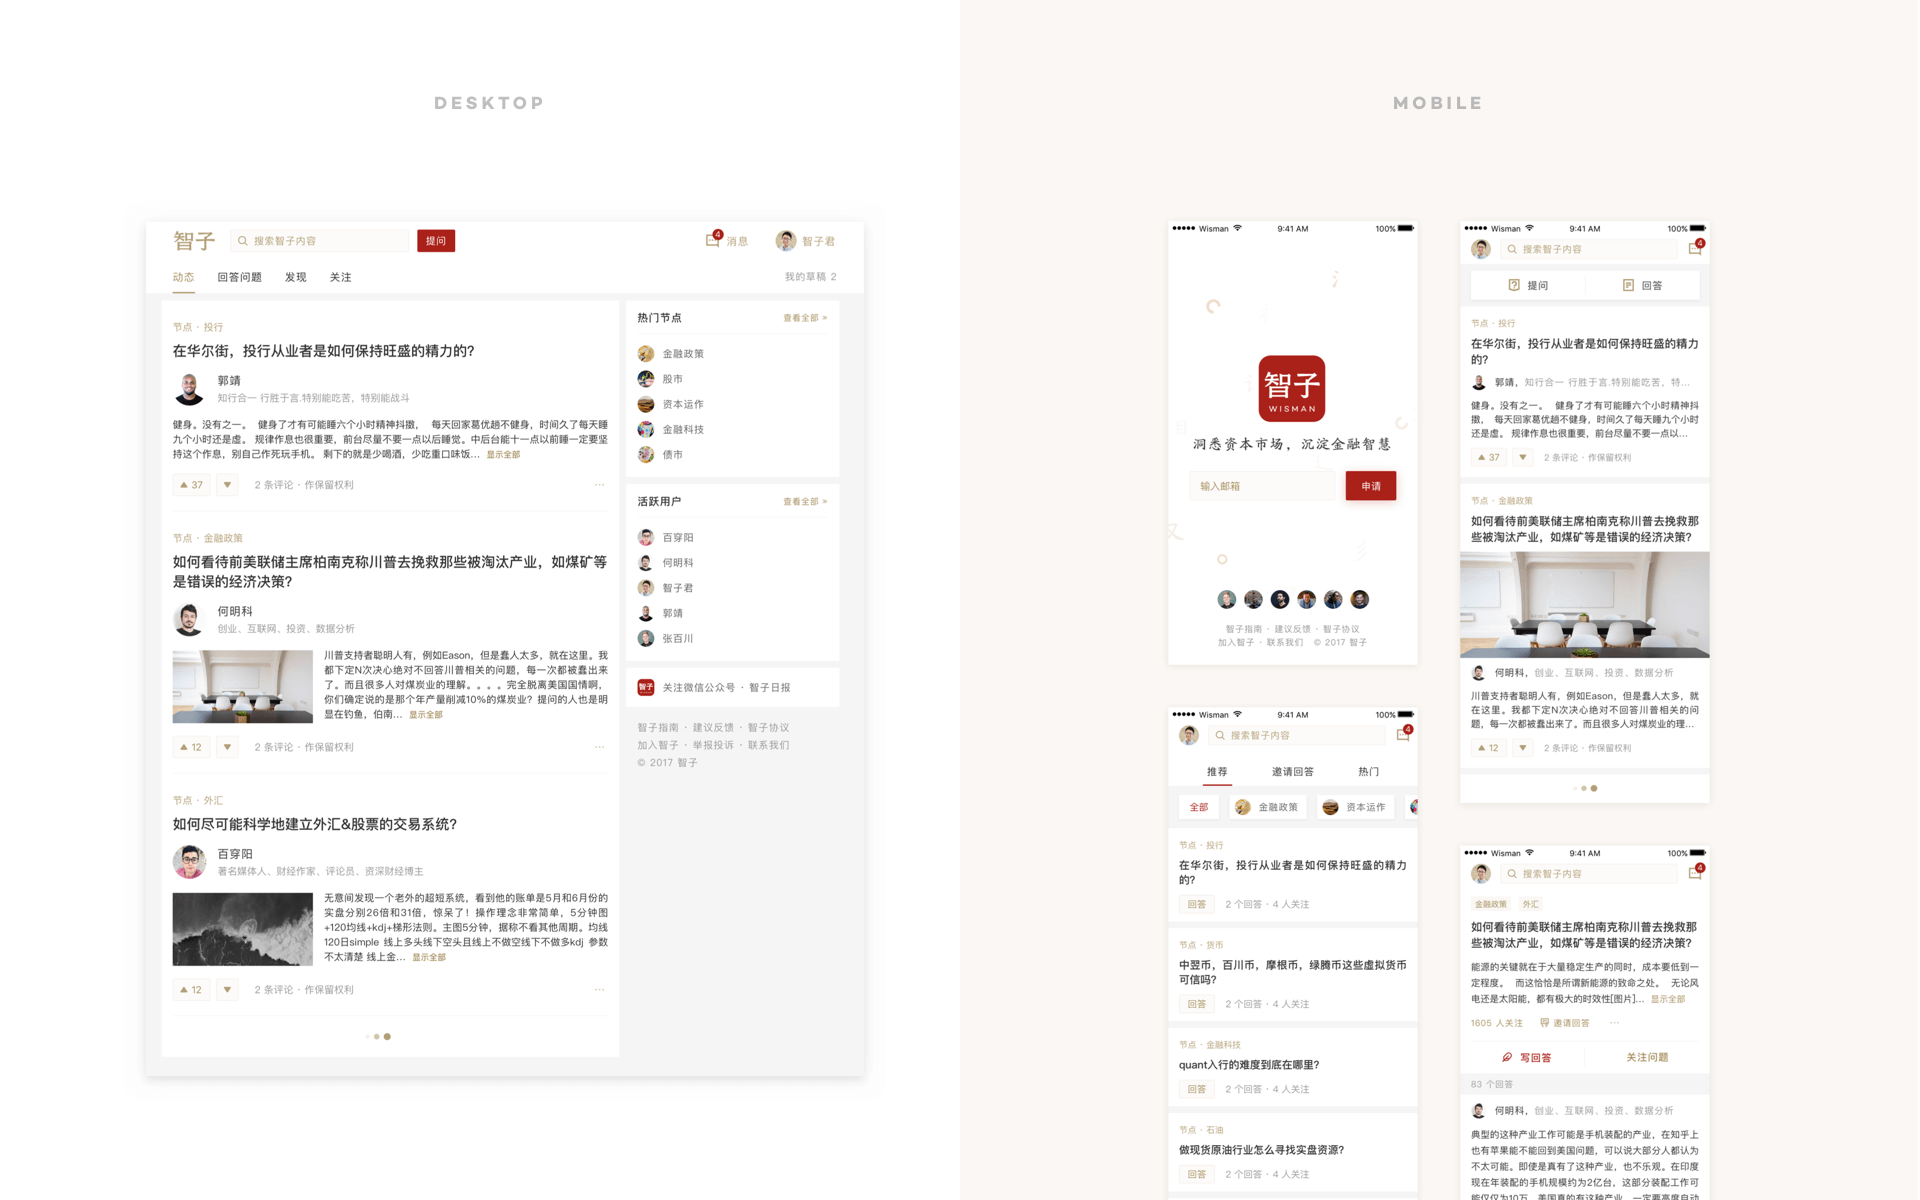 DESKTOP
智子
搜索智子内容
提问
4
消息
智子君
动态
回答问题
发现
关注
我的草稿 2
节点 · 投行
在华尔街，投行从业者是如何保持旺盛的精力的？
郭靖
知行合一 行胜于言.特别能吃苦，特别能战斗
健身。没有之一。 健身了才有可能睡六个小时精神抖擞， 每天回家葛优趟不健身，时间久了每天睡
九个小时还是虚。 规律作息也很重要，前台尽量不要一点以后睡觉。中后台能十一点以前睡一定要坚
持这个作息，别自己作死玩手机。 剩下的就是少喝酒，少吃重口味饭... 显示全部
37
2 条评论 · 作保留权利
节点 · 金融政策
如何看待前美联储主席柏南克称川普去挽救那些被淘汰产业，如煤矿等
是错误的经济决策？
何明科
创业、互联网、投资、数据分析
川普支持者聪明人有，例如Eason，但是蠢人太多，就在这里。我
都下定N次决心绝对不回答川普相关的问题，每一次都被蠢出来
了。而且很多人对煤炭业的理解。。。。完全脱离美国国情啊，
你们确定说的是那个年产量削减10%的煤炭业？提问的人也是明
显在钓鱼，伯南... 显示全部
12
2 条评论 · 作保留权利
节点 · 外汇
如何尽可能科学地建立外汇&股票的交易系统？
百穿阳
著名媒体人、财经作家、评论员、资深财经博主
无意间发现一个老外的超短系统，看到他的账单是5月和6月份的
实盘分别26倍和31倍，惊呆了！操作理念非常简单，5分钟图
+120均线+kdj+梯形法则。主图5分钟，据称不看其他周期。均线
120日simple 线上多头线下空头且线上不做空线下不做多kdj 参数
不太清楚 线上金... 显示全部
12
2 条评论 · 作保留权利
热门节点
查看全部 »
金融政策
股市
资本运作
金融科技
债市
活跃用户
查看全部 »
百穿阳
何明科
智子君
郭靖
张百川
智子
关注微信公众号 · 智子日报
智子指南 · 建议反馈 · 智子协议
加入智子 · 举报投诉 · 联系我们
© 2017 智子
MOBILE
Wisman
9:41 AM
100%
智子
WISMAN
洞悉资本市场，沉淀金融智慧
输入邮箱
申请
智子指南 · 建议反馈 · 智子协议
加入智子 · 联系我们 © 2017 智子
Wisman
9:41 AM
100%
搜索智子内容
4
推荐
邀请回答
热门
全部
金融政策
资本运作
节点 · 投行
在华尔街，投行从业者是如何保持旺盛的精力
的？
回答
2 个回答 · 4 人关注
节点 · 货币
中翌币，百川币，摩根币，绿腾币这些虚拟货币
可信吗？
回答
2 个回答 · 4 人关注
节点 · 金融科技
quant入行的难度到底在哪里？
回答
2 个回答 · 4 人关注
节点 · 石油
做现货原油行业怎么寻找实盘资源？
回答
2 个回答 · 4 人关注
Wisman
9:41 AM
100%
搜索智子内容
4
提问
回答
节点 · 投行
在华尔街，投行从业者是如何保持旺盛的精力
的？
郭靖，知行合一 行胜于言.特别能吃苦，特...
健身。没有之一。 健身了才有可能睡六个小时精神抖
擞， 每天回家葛优趟不健身，时间久了每天睡九个小时
还是虚。 规律作息也很重要，前台尽量不要一点以...
37
2 条评论 · 作保留权利
节点 · 金融政策
如何看待前美联储主席柏南克称川普去挽救那
些被淘汰产业，如煤矿等是错误的经济决策？
何明科，创业、互联网、投资、数据分析
川普支持者聪明人有，例如Eason，但是蠢人太多，就
在这里。我都下定N次决心绝对不回答川普相关的问
题，每一次都被蠢出来了。而且很多人对煤炭业的理...
12
2 条评论 · 作保留权利
Wisman
9:41 AM
100%
搜索智子内容
4
金融政策
外汇
如何看待前美联储主席柏南克称川普去挽救那
些被淘汰产业，如煤矿等是错误的经济决策？
能源的关键就在于大量稳定生产的同时，成本要低到一
定程度。 而这恰恰是所谓新能源的致命之处。 无论风
电还是太阳能，都有极大的时效性[图片]... 显示全部
1605 人关注
邀请回答
写回答
关注问题
83 个回答
何明科，创业、互联网、投资、数据分析
典型的这种产业工作可能是手机装配的产业，在知乎上
也有苹果能不能回到美国问题，可以说大部分人都认为
不太可能。即使是真有了这种产业，也不乐观。在印度
现在年装配的手机规模约为2亿台，这部分装配工作可
能仅仅为10万，美国真的有这种产业，一定要高度自动